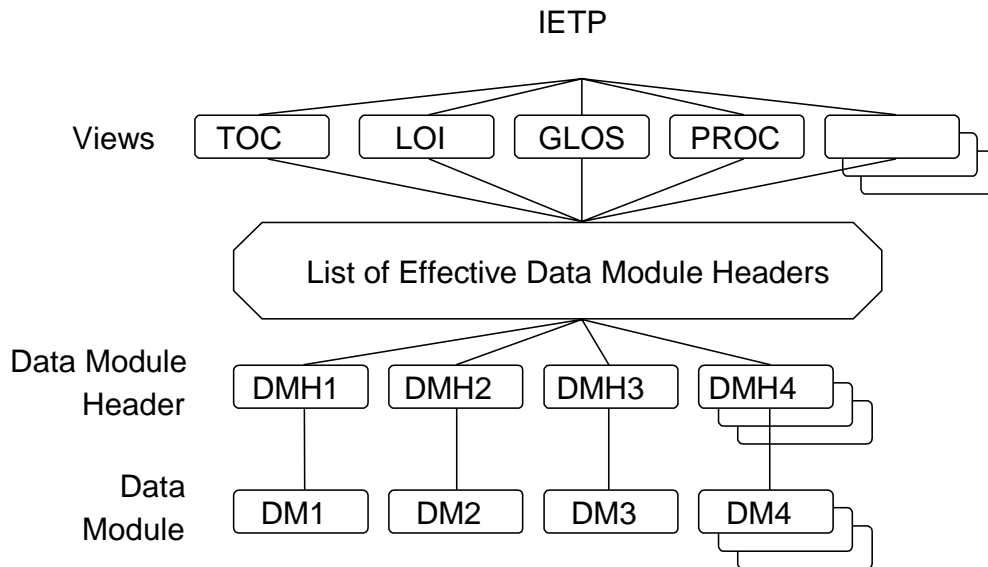 IETP
Views
TOC
LOI
GLOS
PROC
List of Effective Data Module Headers
Data Module
Header
DMH1
DMH2
DMH3
DMH4
Data
Module
DM1
DM2
DM3
DM4